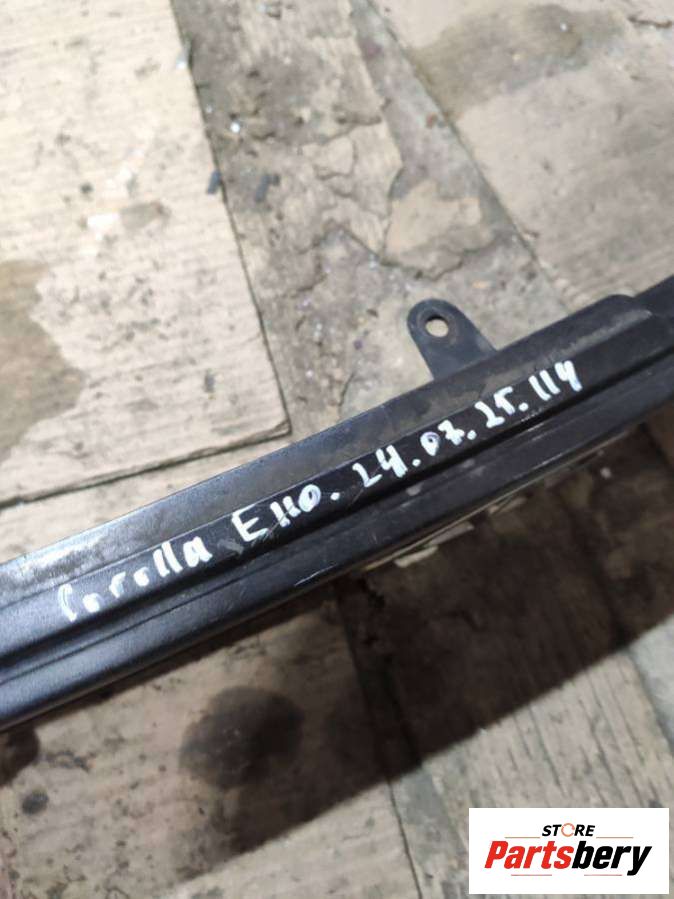 Corolla E110. 24.07.25.114
STORE
Partsbery